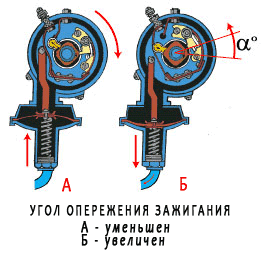 α°
А Б
УГОЛ ОПЕРЕЖЕНИЯ ЗАЖИГАНИЯ
А - уменьшен
Б - увеличен